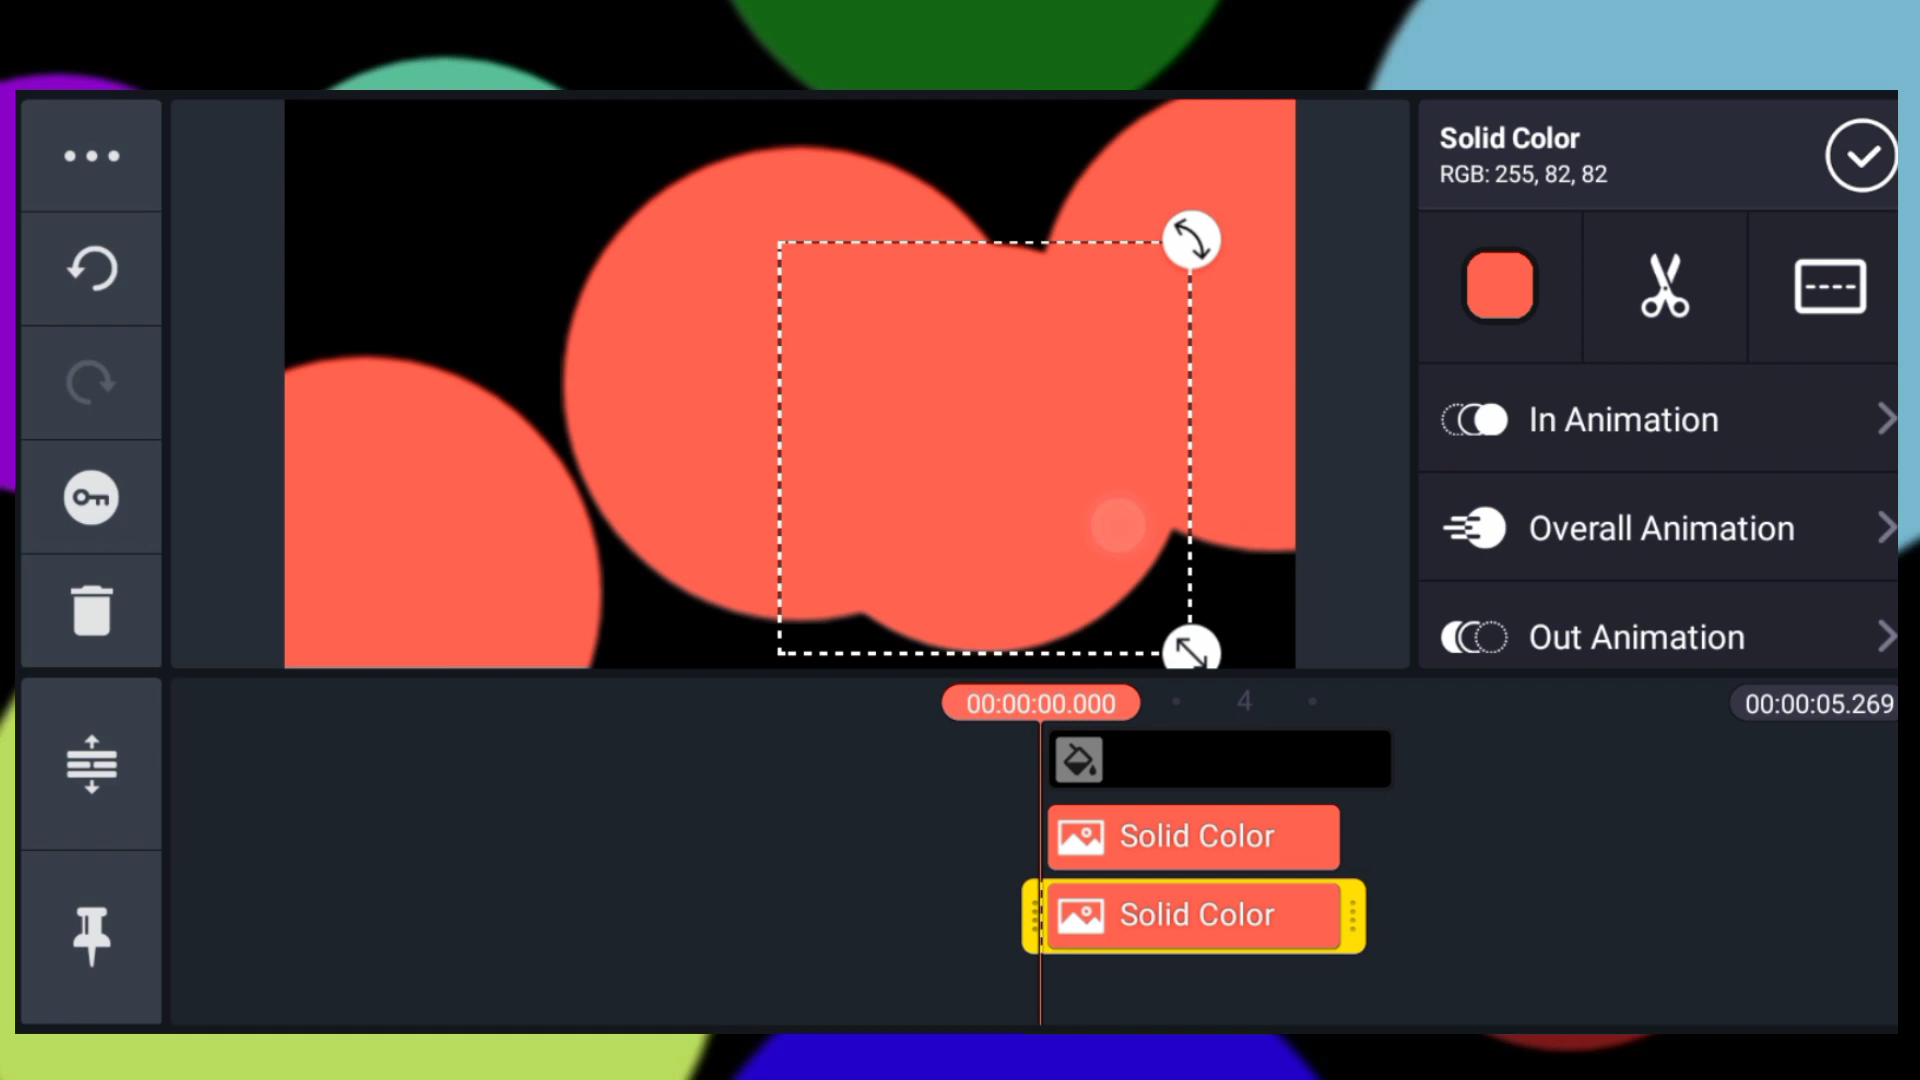 Solid Color
RGB: 255, 82, 82
In Animation
Overall Animation
Out Animation
00:00:00.000
4
00:00:05.269
Solid Color
Solid Color